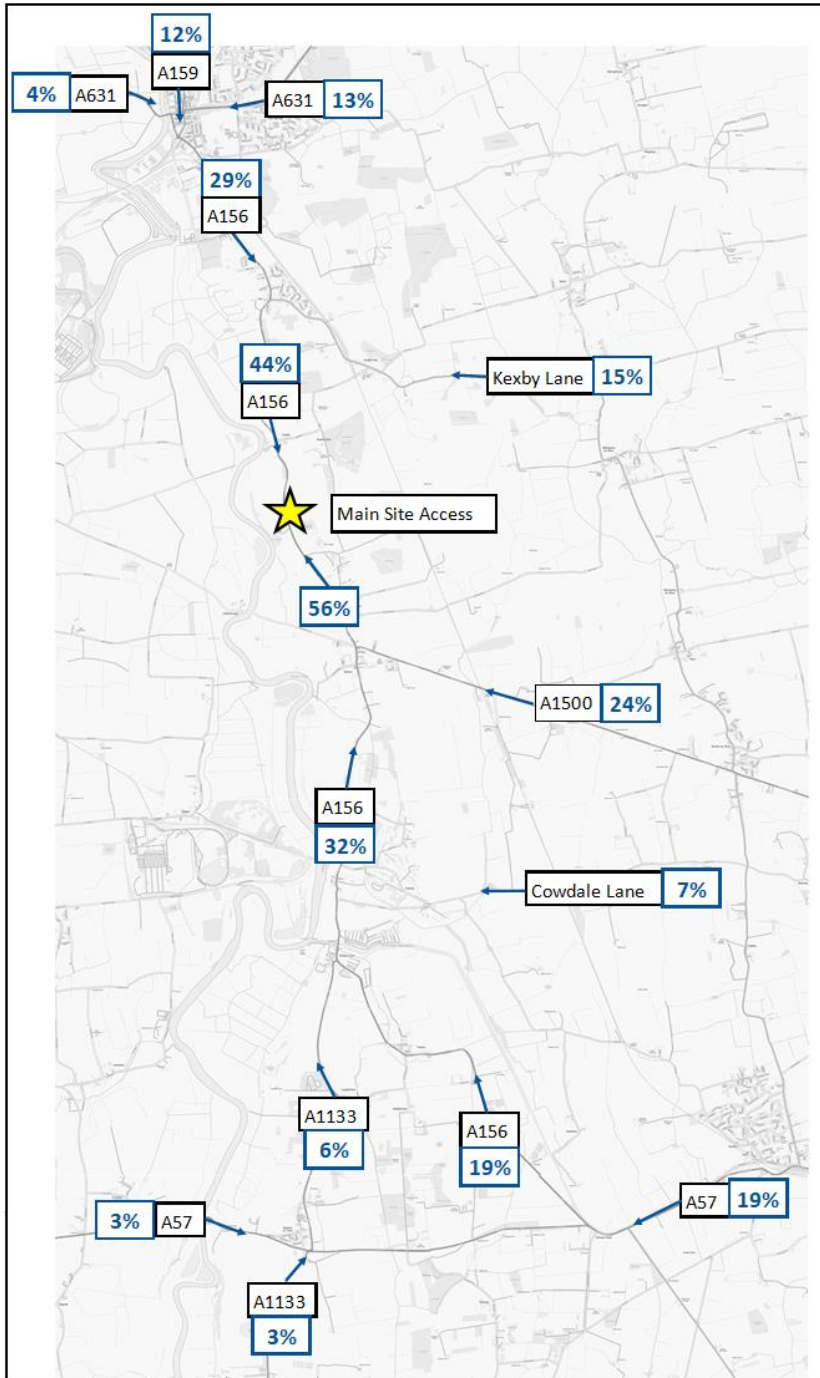 12%
A159
4% A631
A631 13%
29%
A156
44%
A156
Kexby Lane 15%
Main Site Access
56%
A1500 24%
A156
32%
Cowdale Lane 7%
A1133
6%
A156
19%
3% A57
A57 19%
A1133
3%